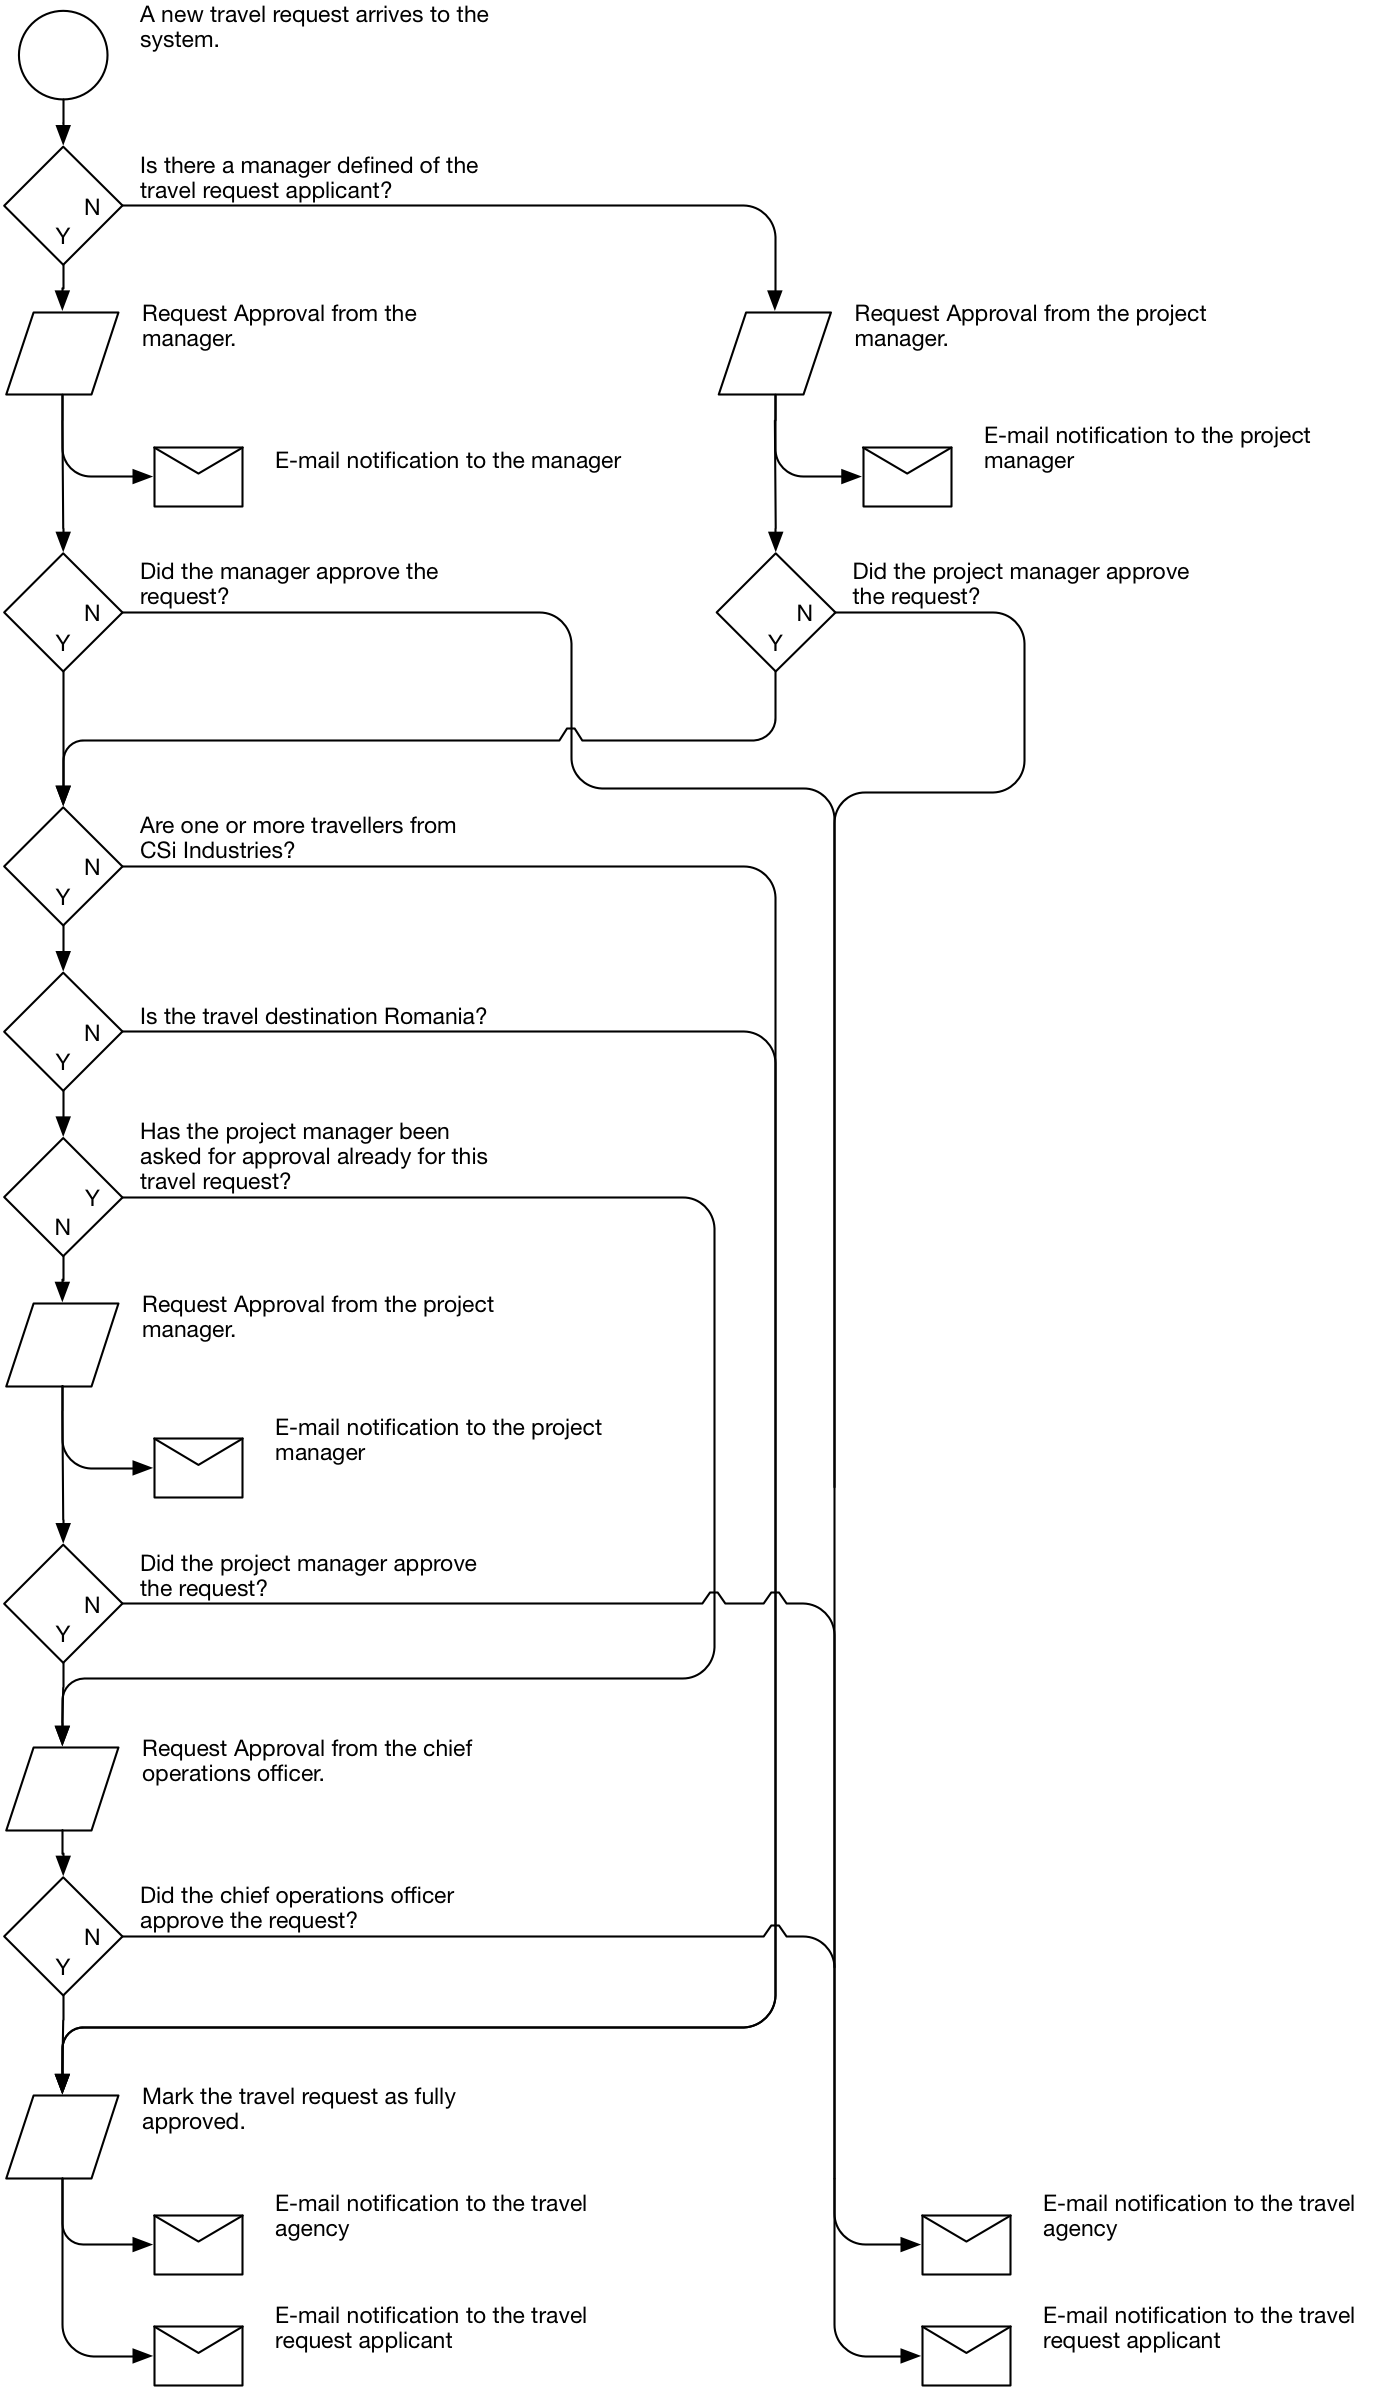 A new travel request arrives to the
system.
Is there a manager defined of the
travel request applicant?
N
Y
Request Approval from the
manager.
Request Approval from the project
manager.
E-mail notification to the manager
E-mail notification to the project
manager
Did the manager approve the
request?
N
Y
Did the project manager approve
the request?
N
Y
Are one or more travellers from
CSi Industries?
N
Y
Is the travel destination Romania?
N
Y
Has the project manager been
asked for approval already for this
travel request?
Y
N
Request Approval from the project
manager.
E-mail notification to the project
manager
Did the project manager approve
the request?
N
Y
Request Approval from the chief
operations officer.
Did the chief operations officer
approve the request?
N
Y
Mark the travel request as fully
approved.
E-mail notification to the travel
agency
E-mail notification to the travel
agency
E-mail notification to the travel
request applicant
E-mail notification to the travel
request applicant